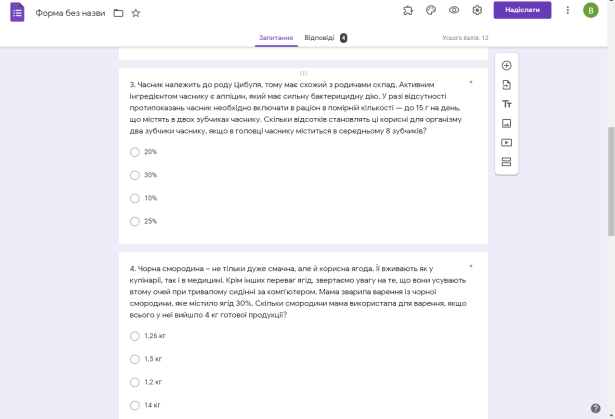 Форма без назви
Надіслати
В
Запитання
Відповіді 4
Усього балів: 12
3. Часник належить до роду Цибуля, тому має схожий з родичами склад. Активним
інгредієнтом часнику є алліцин, який має сильну бактерицидну дію. У разі відсутності
протипоказань часник необхідно включати в раціон в помірній кількості — до 15 г на день,
що містять в двох зубчиках часнику. Скільки відсотків становлять ці корисні для організму
два зубчики часнику, якщо в головці часнику міститься в середньому 8 зубчиків?
*
20%
30%
10%
25%
Тт
4. Чорна смородина – не тільки дуже смачна, але й корисна ягода. Її вживають як у
кулінарії, так і в медицині. Крім інших переваг ягід, звертаємо увагу на те, що вони усувають
втому очей при тривалому сидінні за комп'ютером. Мама зварила варення із чорної
смородини, яке містило ягід 30%. Скільки смородини мама використала для варення, якщо
всього у неї вийшло 4 кг готової продукції?
*
1,26 кг
1,5 кг
1,2 кг
14 кг